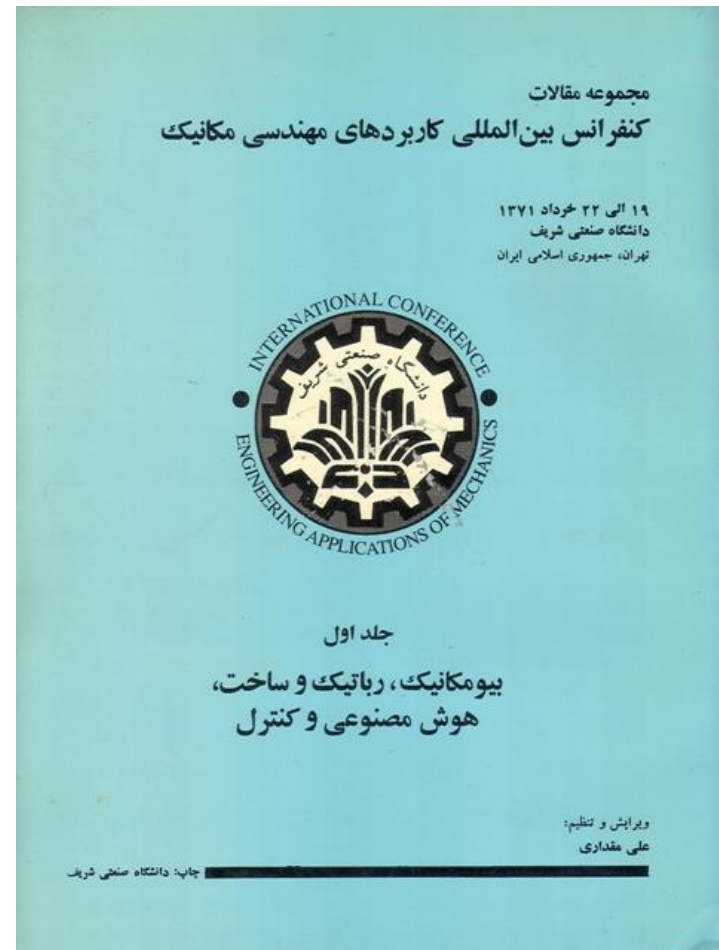 مجموعه مقالات
کنفرانس بین‌المللی کاربردهای مهندسی مکانیک
۱۹ الی ۲۲ خرداد ۱۳۷۱
دانشگاه صنعتی شریف
تهران، جمهوری اسلامی ایران
INTERNATIONAL CONFERENCE
دانشگاه صنعتی شریف
ENGINEERING APPLICATIONS OF MECHANICS
جلد اول
بیومکانیک، رباتیک و ساخت،
هوش مصنوعی و کنترل
ویرایش و تنظیم:
علی مقداری
چاپ: دانشگاه صنعتی شریف